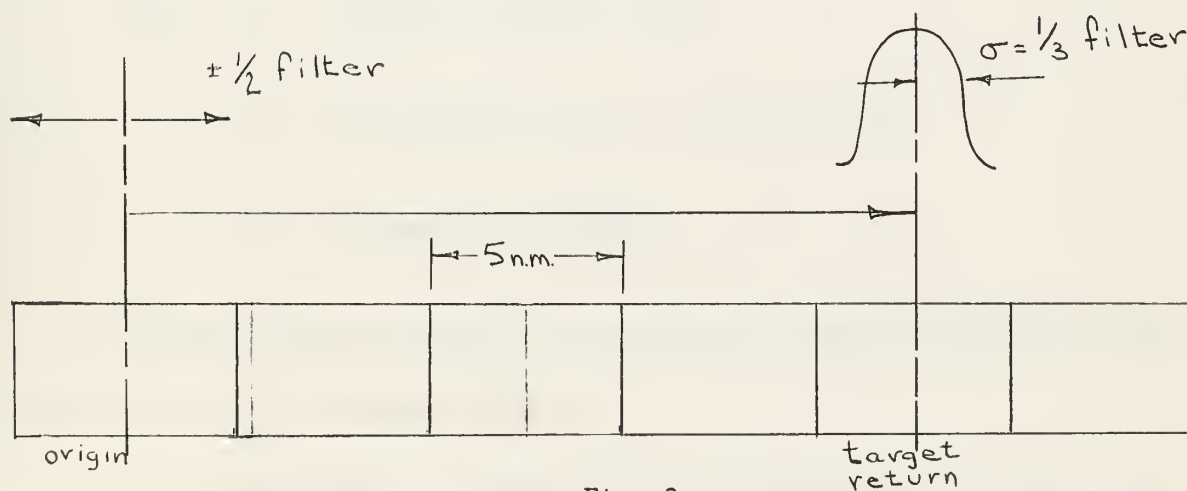 ± 1/2 filter
σ = 1/3 filter
5 n.m.
origin
target
return